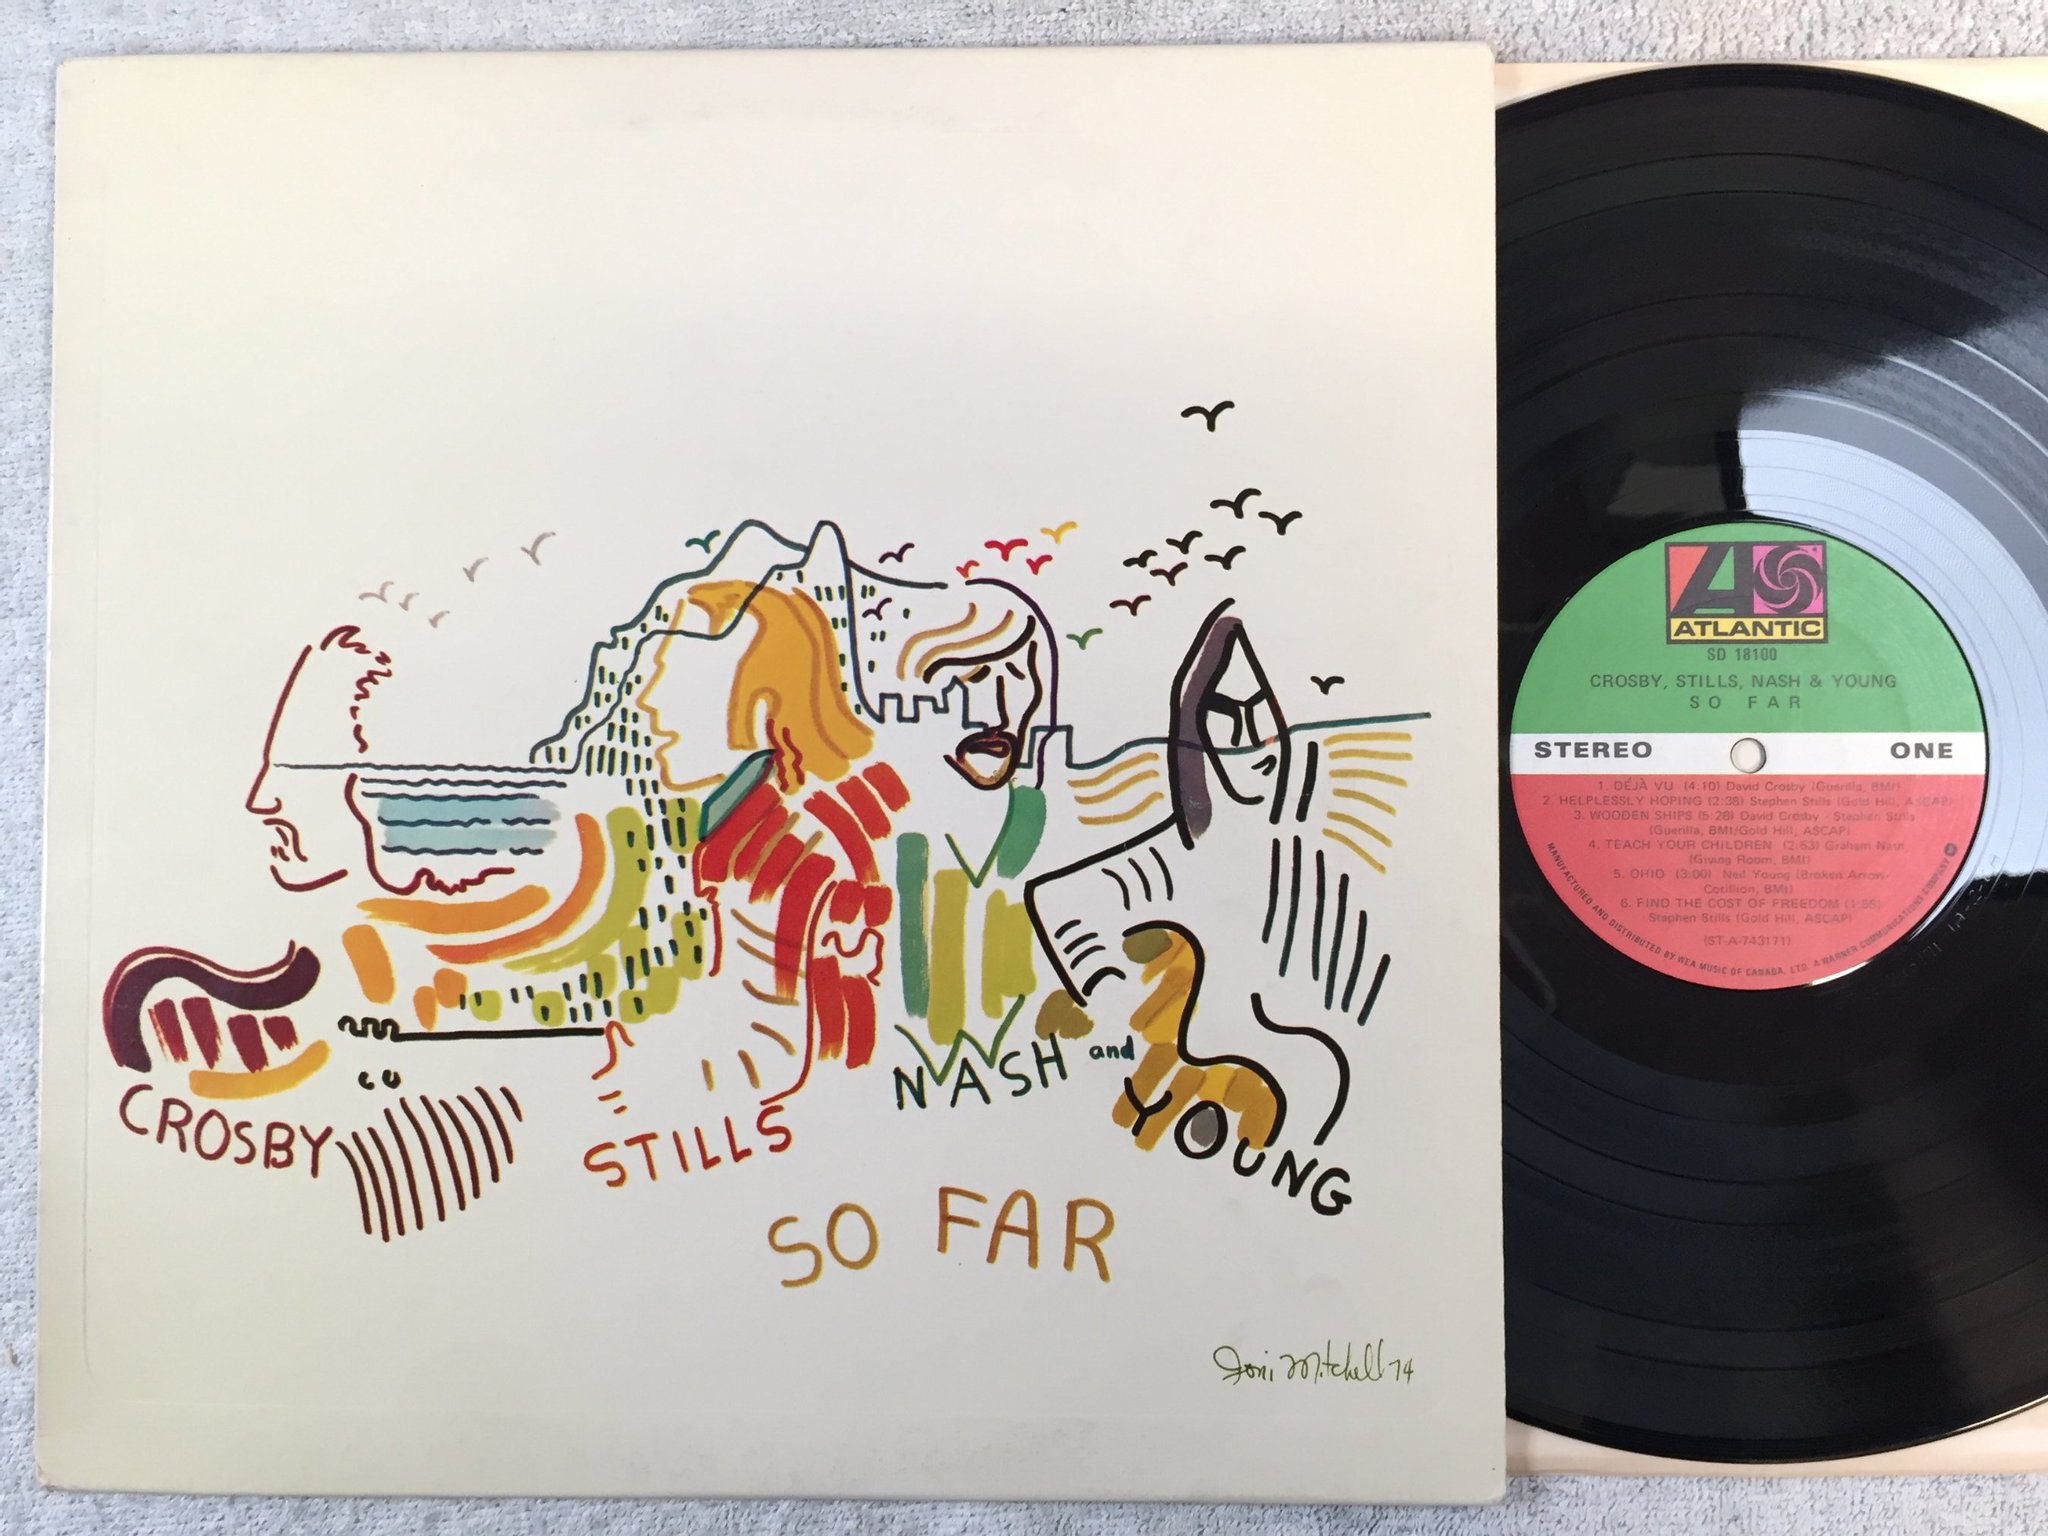 CROSBY
STILLS
NASH and
YOUNG
SO FAR
Joni Mitchell 74
ATLANTIC
SD 18100
CROSBY, STILLS, NASH & YOUNG
SO FAR
STEREO ONE
1. DÉJÀ VU (4:10) David Crosby (Guerilla, BMI)
2. HELPLESSLY HOPING (2:38) Stephen Stills (Gold Hill, ASCAP)
3. WOODEN SHIPS (5:28) David Crosby - Stephen Stills
(Guerilla, BMI/Gold Hill, ASCAP)
4. TEACH YOUR CHILDREN (2:53) Graham Nash
(Giving Room, BMI)
5. OHIO (3:00) Neil Young (Broken Arrow-
Cotillion, BMI)
6. FIND THE COST OF FREEDOM (1:55)
Stephen Stills (Gold Hill, ASCAP)
(ST-A-743171)
MANUFACTURED AND DISTRIBUTED BY WEA MUSIC OF CANADA, LTD. A WARNER COMMUNICATIONS COMPANY